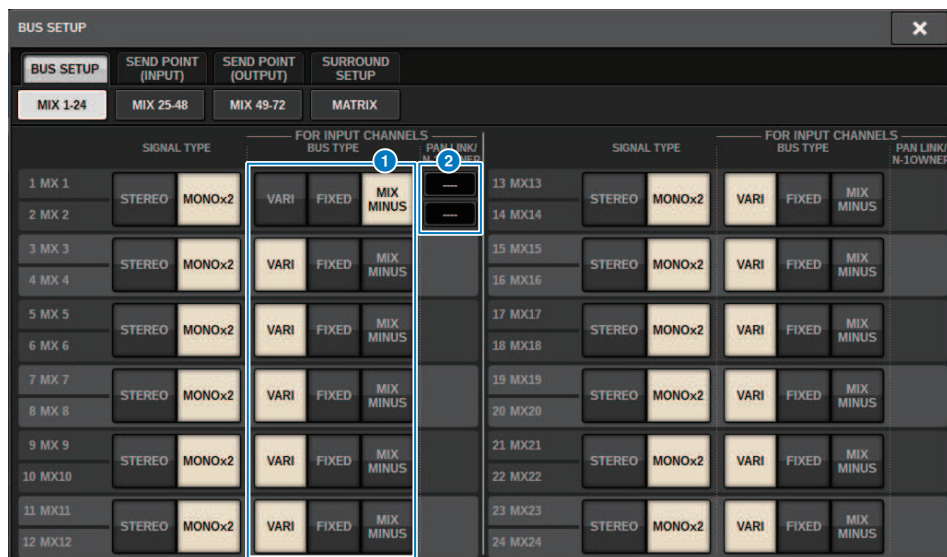 BUS SETUP
BUS SETUP
SEND POINT
(INPUT)
SEND POINT
(OUTPUT)
SURROUND
SETUP
MIX 1-24
MIX 25-48
MIX 49-72
MATRIX
FOR INPUT CHANNELS
SIGNAL TYPE
BUS TYPE
PAN LINK/
N-1OWNER
1
2
1 MX 1
2 MX 2
STEREO
MONOx2
VARI
FIXED
MIX
MINUS
----
----
3 MX 3
4 MX 4
STEREO
MONOx2
VARI
FIXED
MIX
MINUS
5 MX 5
6 MX 6
STEREO
MONOx2
VARI
FIXED
MIX
MINUS
7 MX 7
8 MX 8
STEREO
MONOx2
VARI
FIXED
MIX
MINUS
9 MX 9
10 MX10
STEREO
MONOx2
VARI
FIXED
MIX
MINUS
11 MX11
12 MX12
STEREO
MONOx2
VARI
FIXED
MIX
MINUS
FOR INPUT CHANNELS
SIGNAL TYPE
BUS TYPE
PAN LINK/
N-1OWNER
13 MX13
14 MX14
STEREO
MONOx2
VARI
FIXED
MIX
MINUS
15 MX15
16 MX16
STEREO
MONOx2
VARI
FIXED
MIX
MINUS
17 MX17
18 MX18
STEREO
MONOx2
VARI
FIXED
MIX
MINUS
19 MX19
20 MX20
STEREO
MONOx2
VARI
FIXED
MIX
MINUS
21 MX21
22 MX22
STEREO
MONOx2
VARI
FIXED
MIX
MINUS
23 MX23
24 MX24
STEREO
MONOx2
VARI
FIXED
MIX
MINUS